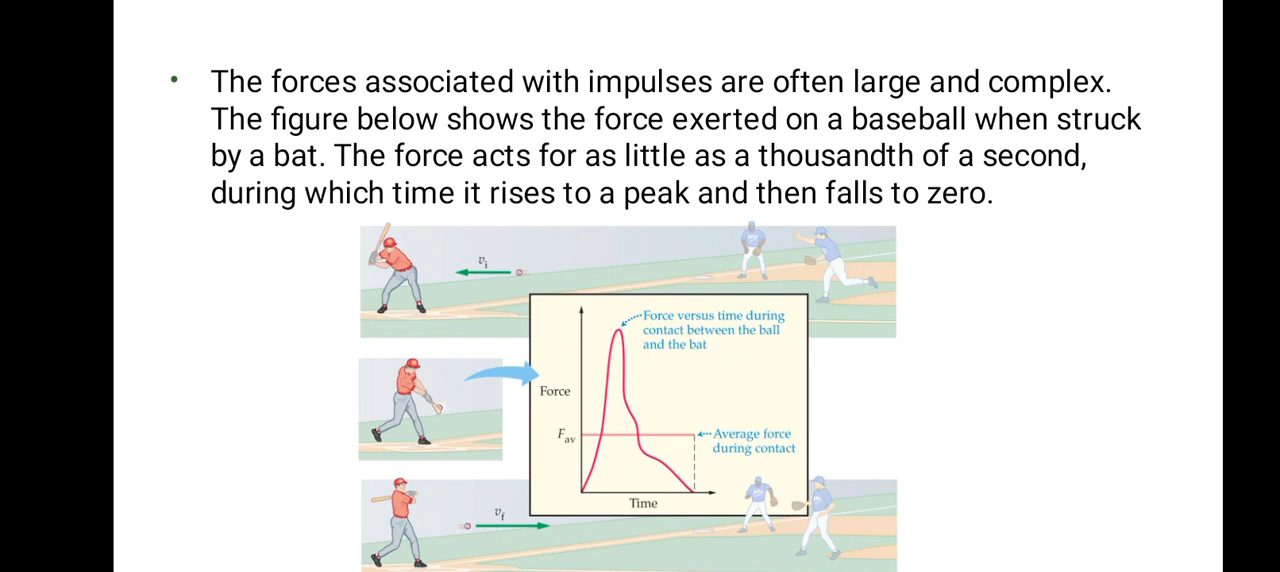 • The forces associated with impulses are often large and complex.
The figure below shows the force exerted on a baseball when struck
by a bat. The force acts for as little as a thousandth of a second,
during which time it rises to a peak and then falls to zero.
vi
Force versus time during
contact between the ball
and the bat
Force
Fav
Average force
during contact
Time
vf